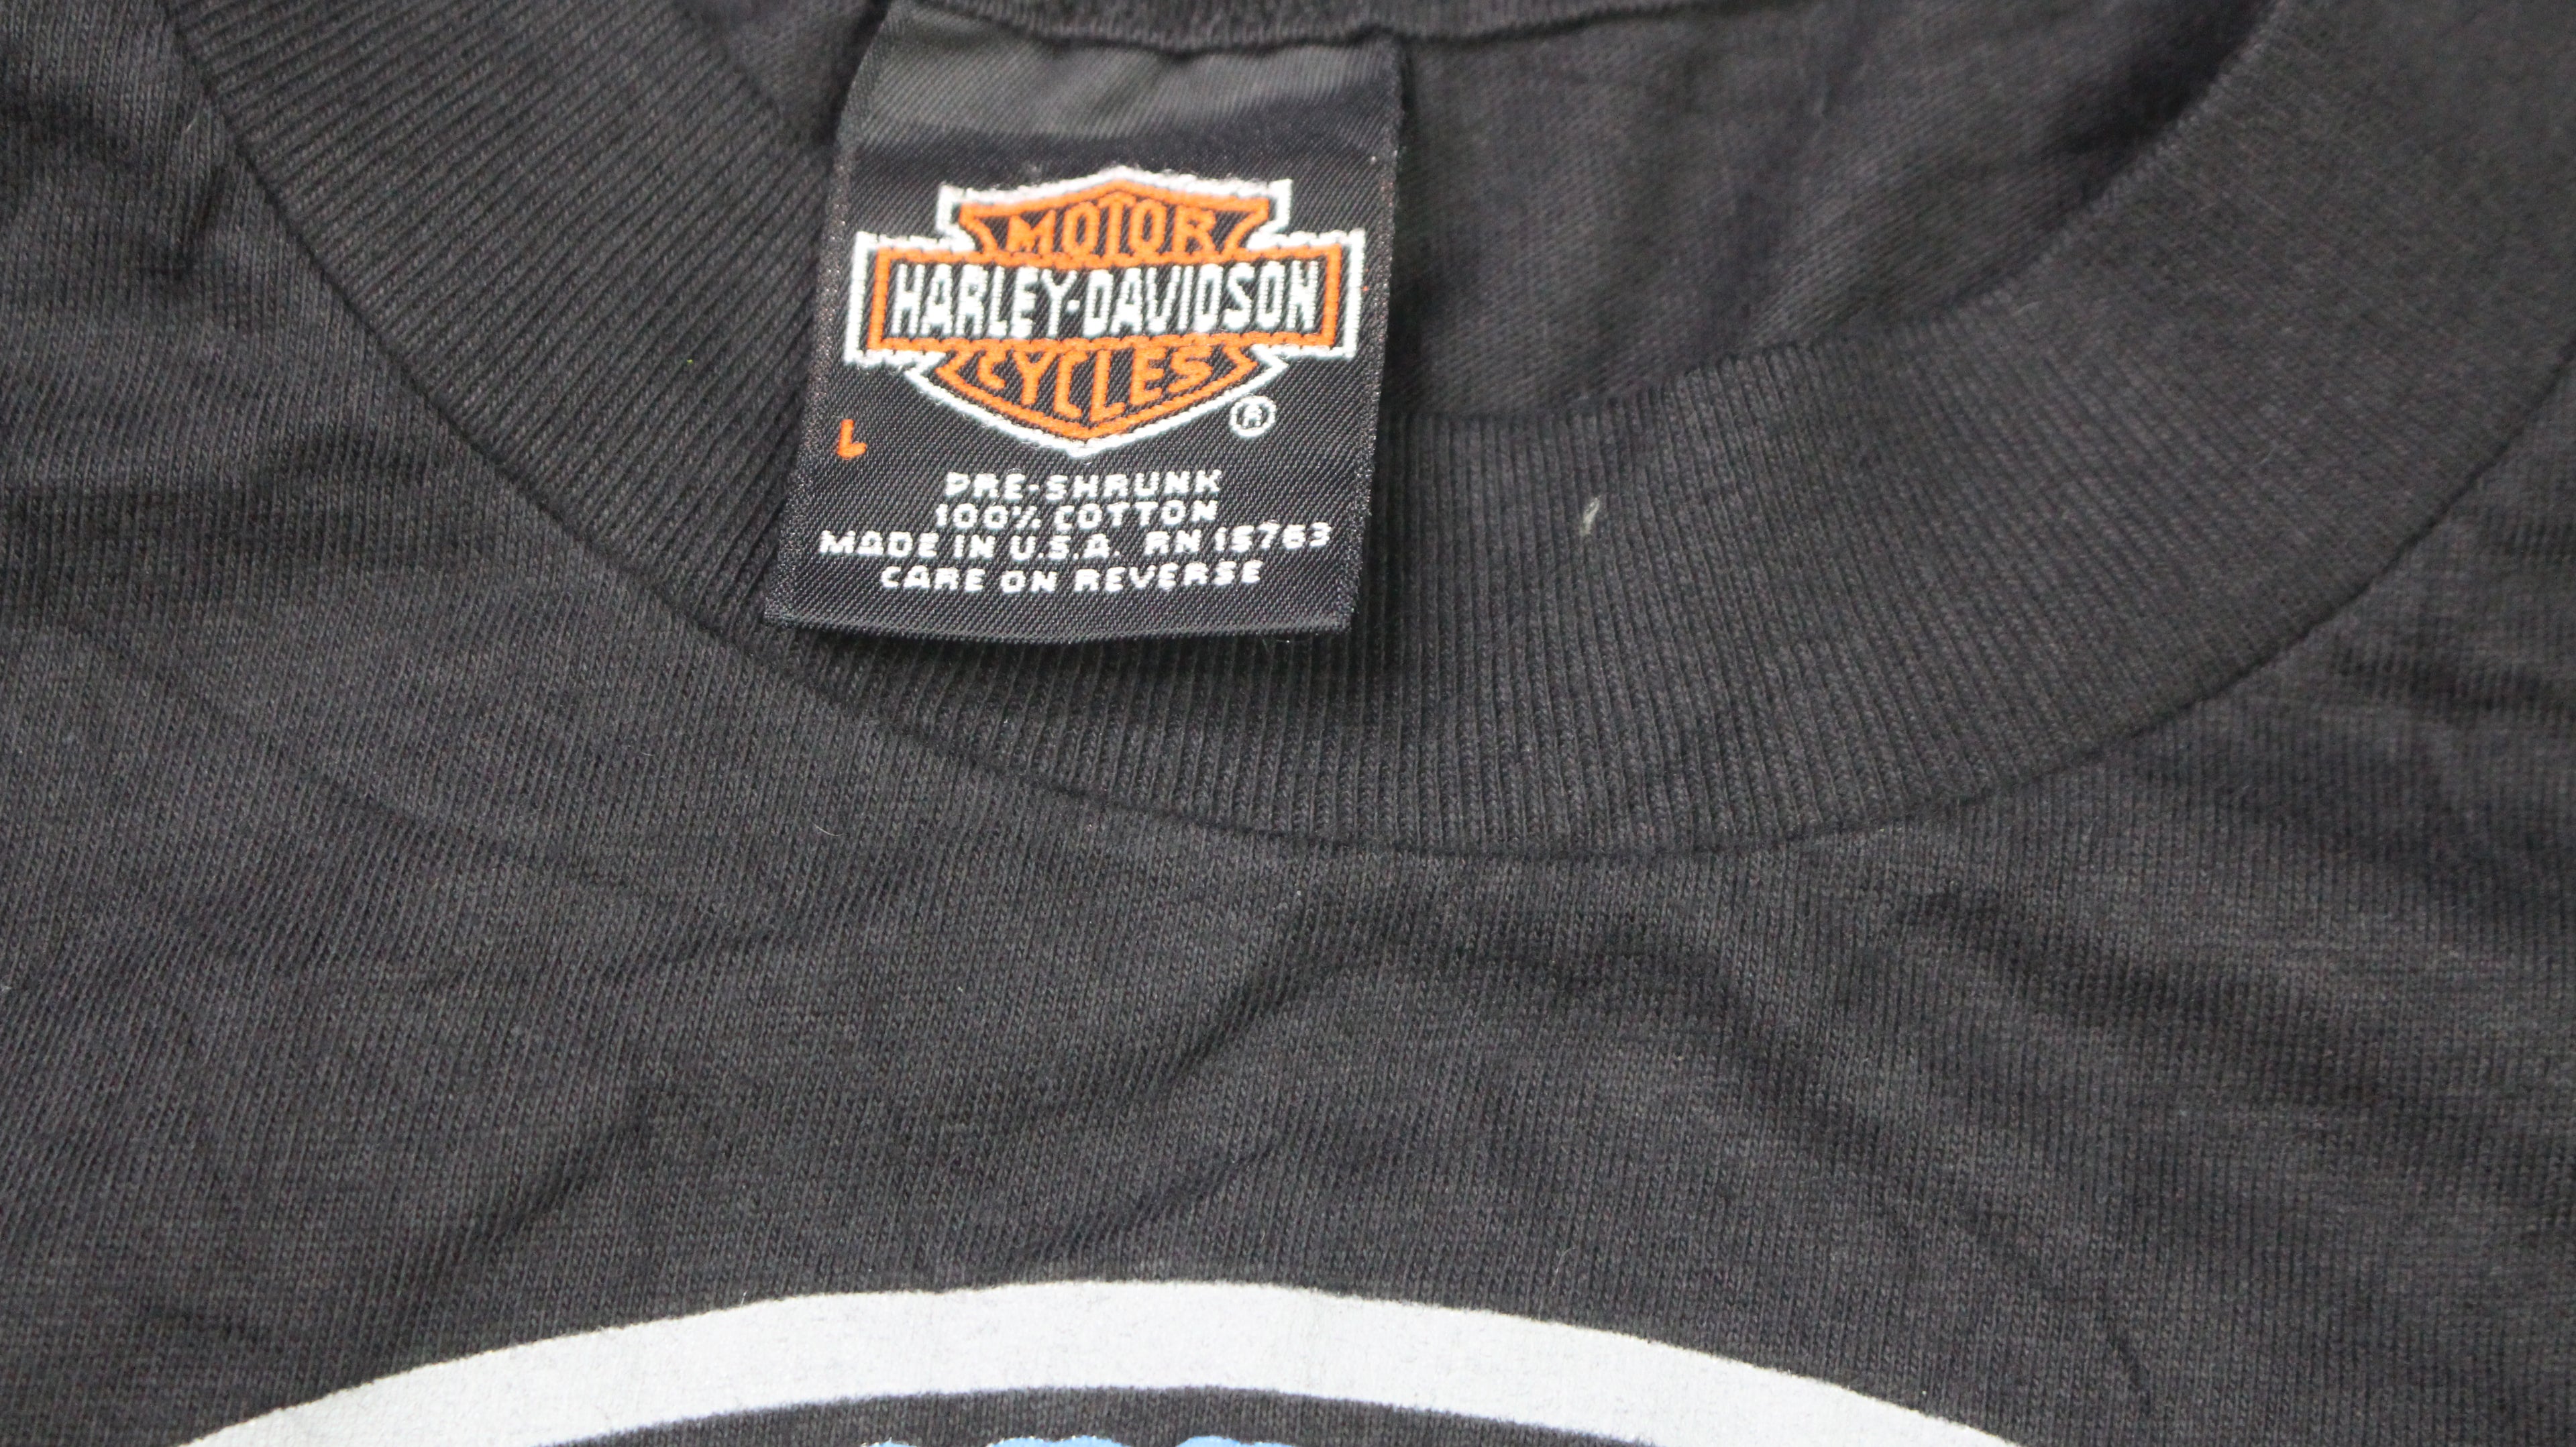 MOTOR
HARLEY-DAVIDSON
CYCLES
®
L
PRE-SHRUNK
100% COTTON
MADE IN U.S.A. RN 15763
CARE ON REVERSE